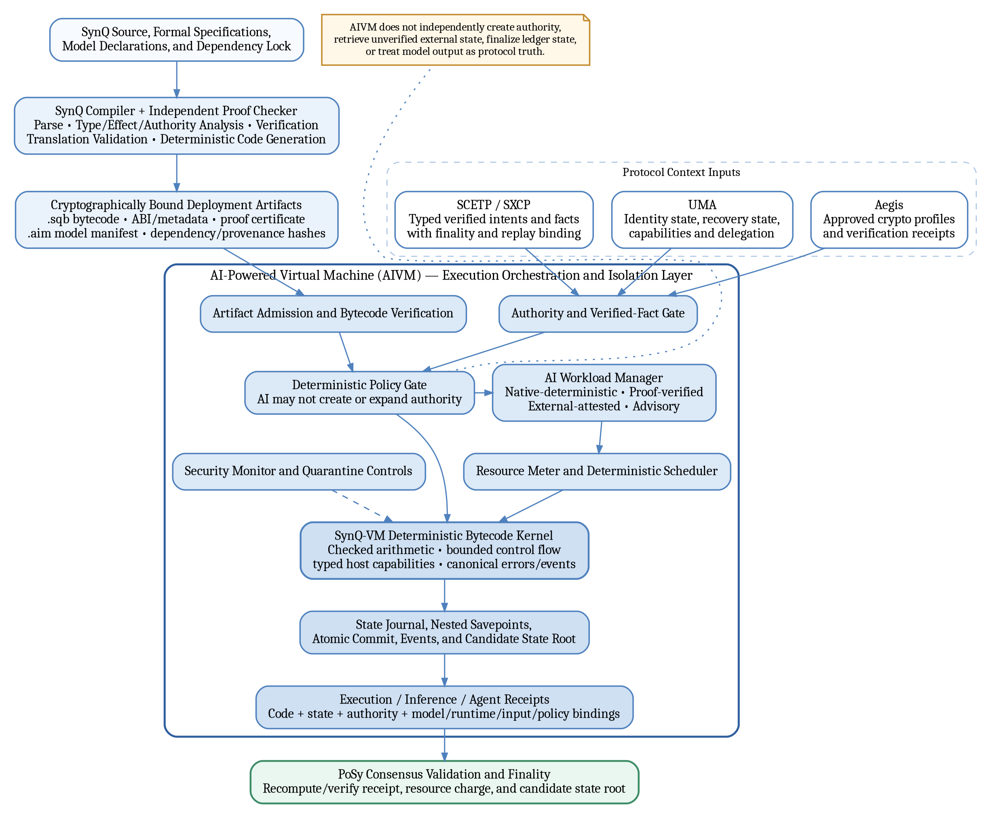 SynQ Source, Formal Specifications,
Model Declarations, and Dependency Lock
AIVM does not independently create authority,
retrieve unverified external state, finalize ledger state,
or treat model output as protocol truth.
SynQ Compiler + Independent Proof Checker
Parse • Type/Effect/Authority Analysis • Verification
Translation Validation • Deterministic Code Generation
Protocol Context Inputs
Cryptographically Bound Deployment Artifacts
.sqb bytecode • ABI/metadata • proof certificate
.aim model manifest • dependency/provenance hashes
SCETP / SXCP
Typed verified intents and facts
with finality and replay binding
UMA
Identity state, recovery state,
capabilities and delegation
Aegis
Approved crypto profiles
and verification receipts
AI-Powered Virtual Machine (AIVM) — Execution Orchestration and Isolation Layer
Artifact Admission and Bytecode Verification
Authority and Verified-Fact Gate
Deterministic Policy Gate
AI may not create or expand authority
AI Workload Manager
Native-deterministic • Proof-verified
External-attested • Advisory
Security Monitor and Quarantine Controls
Resource Meter and Deterministic Scheduler
SynQ-VM Deterministic Bytecode Kernel
Checked arithmetic • bounded control flow
typed host capabilities • canonical errors/events
State Journal, Nested Savepoints,
Atomic Commit, Events, and Candidate State Root
Execution / Inference / Agent Receipts
Code + state + authority + model/runtime/input/policy bindings
PoSy Consensus Validation and Finality
Recompute/verify receipt, resource charge, and candidate state root